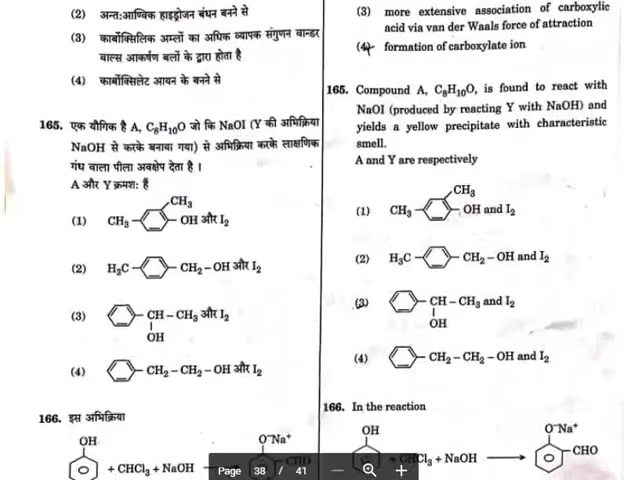 (2) अन्त:आण्विक हाइड्रोजन बंधन बनने से
(3) कार्बोक्सिलिक अम्लों का अधिक व्यापक संगुणन वान्डर
वाल्स आकर्षण बलों के द्वारा होता है
(4) कार्बोक्सिलेट आयन के बनने से
165. एक यौगिक है A, C₈H₁₀O जो कि NaOI (Y की अभिक्रिया
NaOH से करके बनाया गया) से अभिक्रिया करके लाक्षणिक
गंध वाला पीला अवक्षेप देता है ।
A और Y क्रमश: हैं
CH₃
(1) CH₃ OH और I₂
(2) H₃C CH₂ – OH और I₂
(3) CH – CH₃ और I₂
OH
(4) CH₂ – CH₂ – OH और I₂
166. इस अभिक्रिया
OH O⁻Na⁺
+ CHCl₃ + NaOH
(3) more extensive association of carboxylic
acid via van der Waals force of attraction
(4) formation of carboxylate ion
165. Compound A, C₈H₁₀O, is found to react with
NaOI (produced by reacting Y with NaOH) and
yields a yellow precipitate with characteristic
smell.
A and Y are respectively
CH₃
(1) CH₃ OH and I₂
(2) H₃C CH₂ – OH and I₂
(3) CH – CH₃ and I₂
OH
(4) CH₂ – CH₂ – OH and I₂
166. In the reaction
OH O⁻Na⁺
+ CHCl₃ + NaOH ⟶ CHO
Page 38 / 41 — +